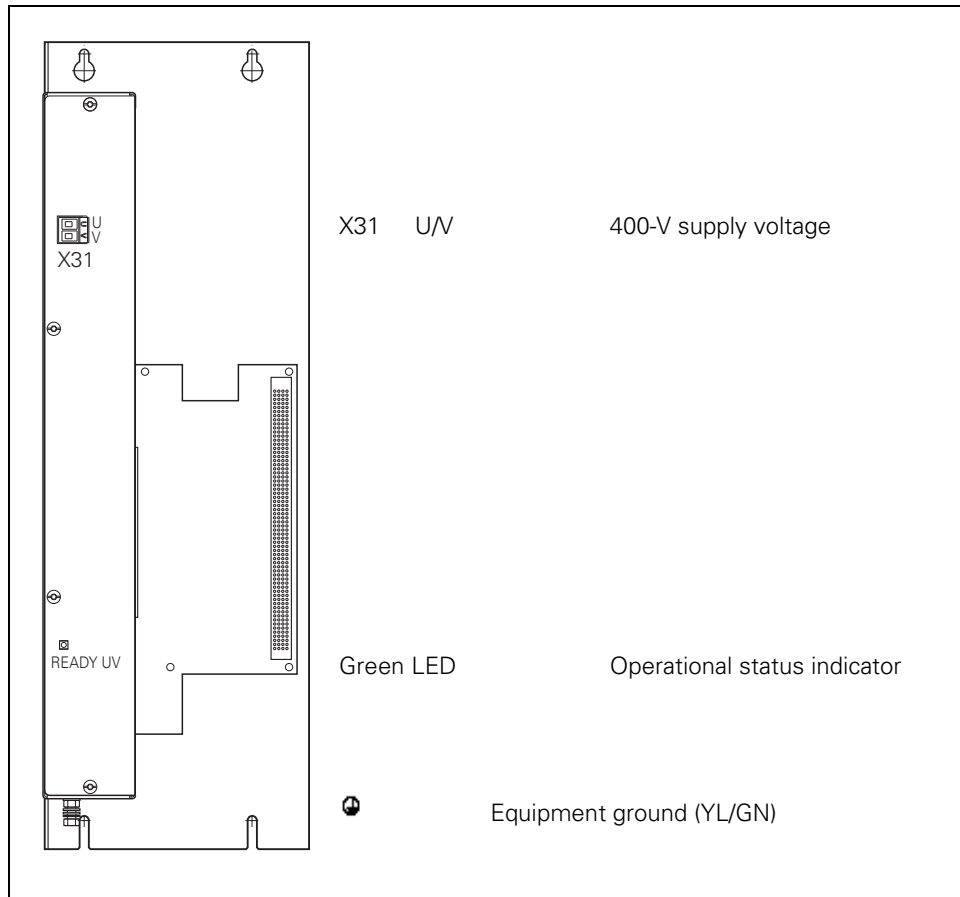 U
V
X31
X31 U/V 400-V supply voltage
READY UV
Green LED Operational status indicator
Equipment ground (YL/GN)